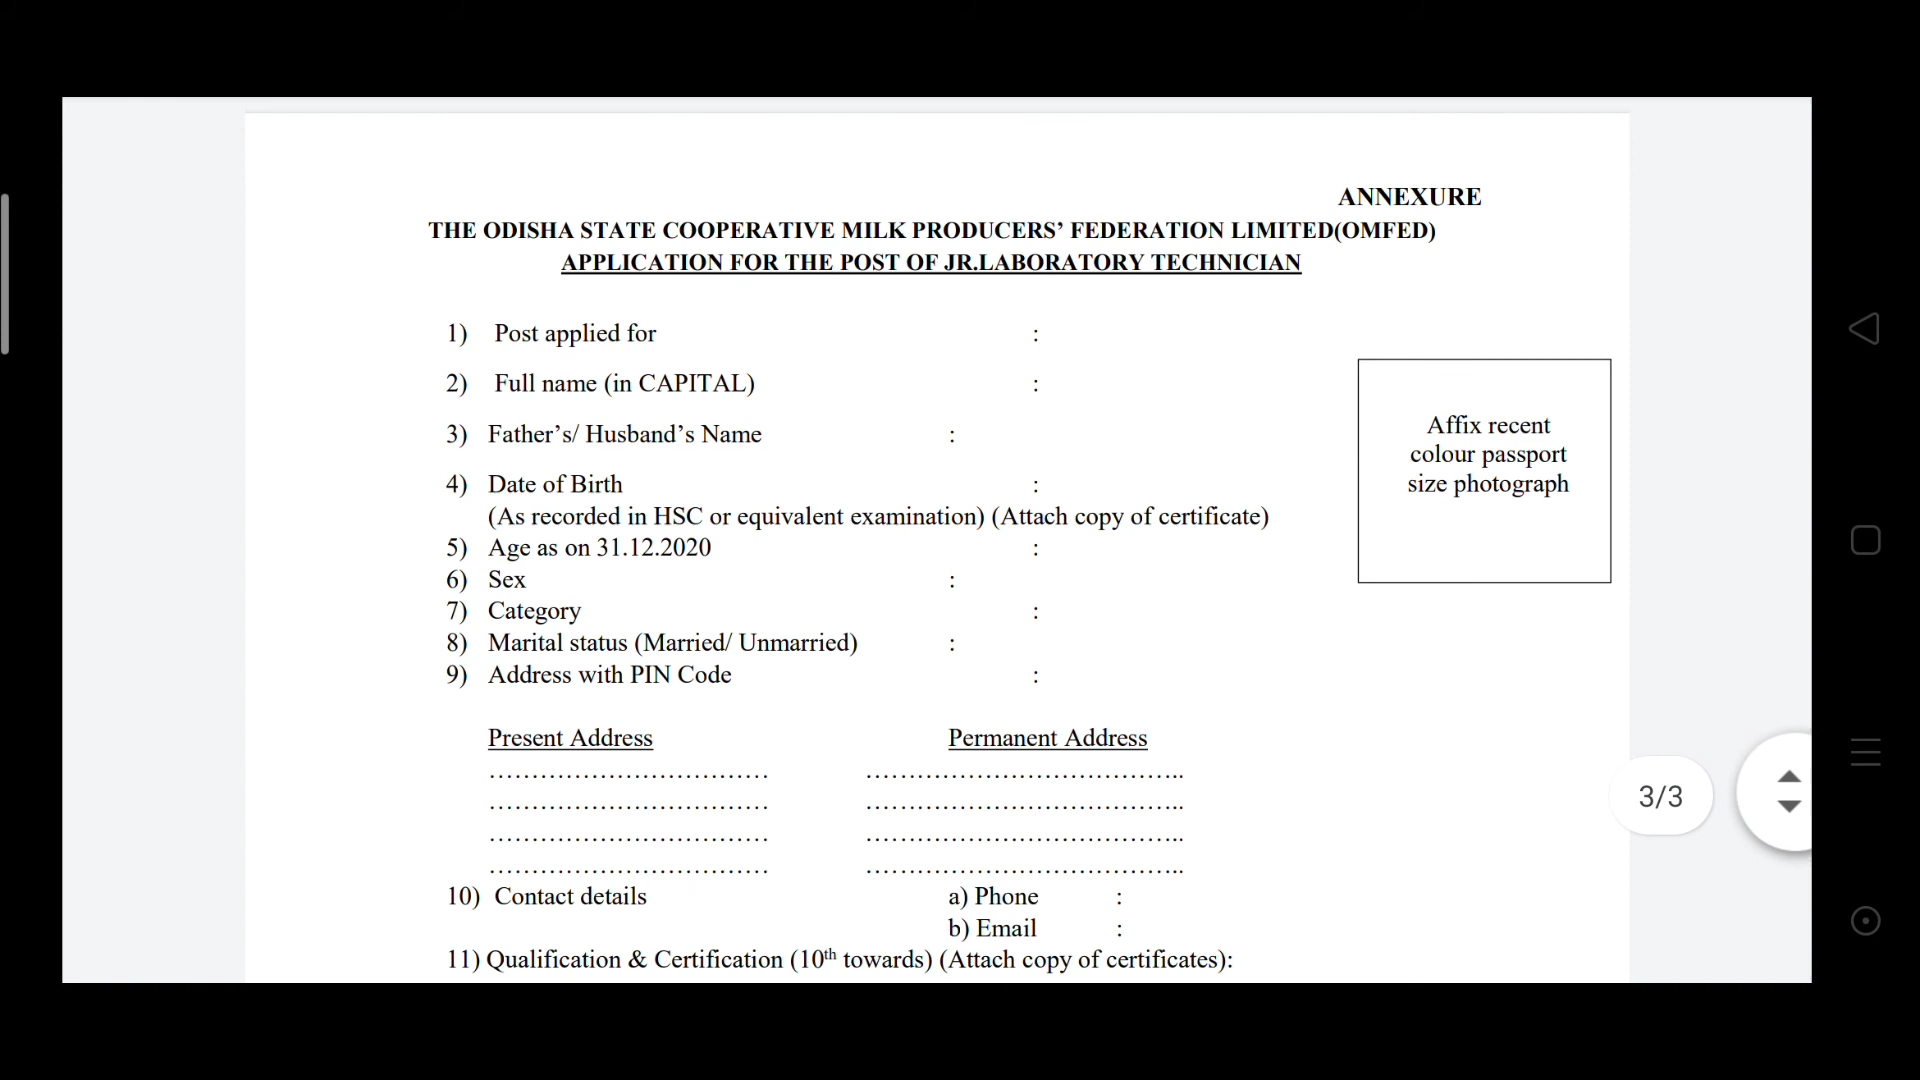 ANNEXURE
THE ODISHA STATE COOPERATIVE MILK PRODUCERS’ FEDERATION LIMITED(OMFED)
APPLICATION FOR THE POST OF JR.LABORATORY TECHNICIAN
1) Post applied for :
2) Full name (in CAPITAL) :
3) Father’s/ Husband’s Name :
Affix recent
colour passport
size photograph
4) Date of Birth :
(As recorded in HSC or equivalent examination) (Attach copy of certificate)
5) Age as on 31.12.2020 :
6) Sex :
7) Category :
8) Marital status (Married/ Unmarried) :
9) Address with PIN Code :
Present Address Permanent Address
................................. .....................................
................................. .....................................
................................. .....................................
................................. .....................................
3/3
10) Contact details a) Phone :
b) Email :
11) Qualification & Certification (10th towards) (Attach copy of certificates):